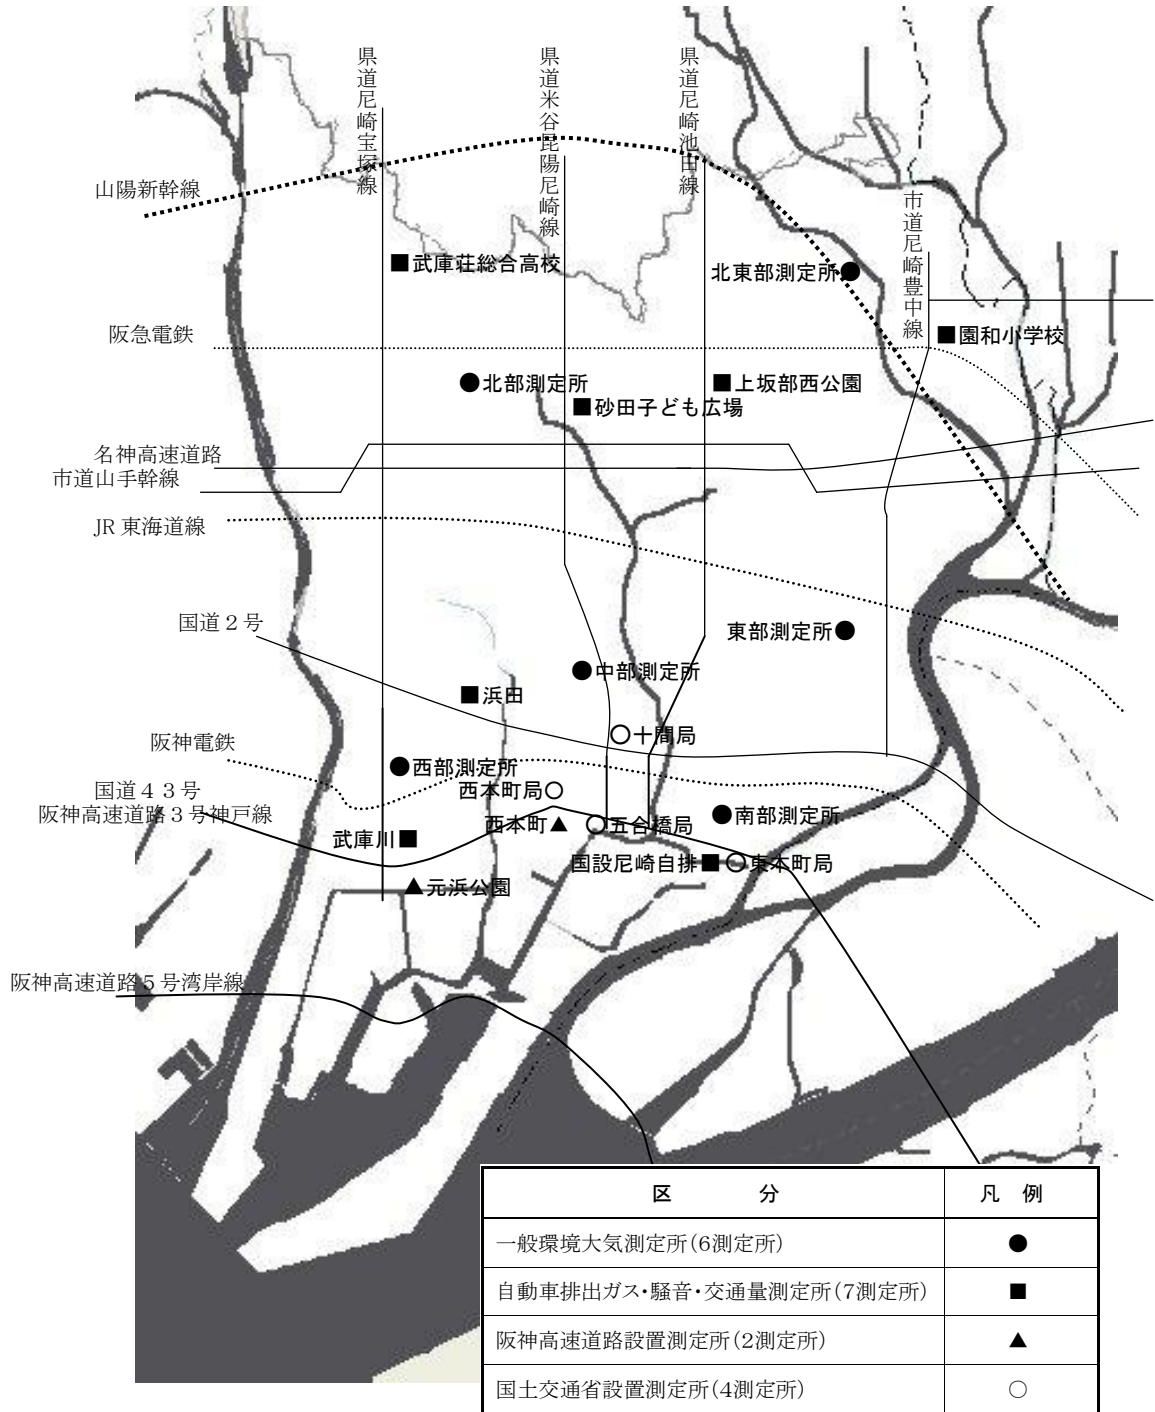 県道尼崎宝塚線
県道米谷昆陽尼崎線
県道尼崎池田線
山陽新幹線
市道尼崎豊中線
■武庫荘総合高校
北東部測定所●
阪急電鉄
■園和小学校
●北部測定所
■上坂部西公園
■砂田子ども広場
名神高速道路
市道山手幹線
JR東海道線
国道2号
東部測定所●
●中部測定所
■浜田
○十間局
阪神電鉄
●西部測定所
西本町局○
国道43号
阪神高速道路3号神戸線
西本町▲
○五合橋局
●南部測定所
武庫川■
国設尼崎自排■
○東本町局
▲元浜公園
阪神高速道路5号湾岸線
区 分 凡 例
一般環境大気測定所(6測定所) ●
自動車排出ガス・騒音・交通量測定所(7測定所) ■
阪神高速道路設置測定所(2測定所) ▲
国土交通省設置測定所(4測定所) ○